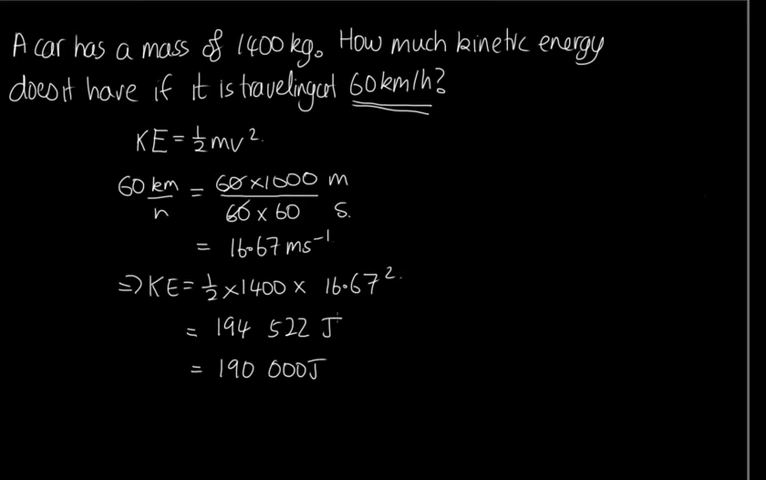 A car has a mass of 1400 kg. How much kinetic energy
does it have if it is traveling at 60 km/h?
KE = ½mv².
60 km/h = 60 × 1000 m / 60 × 60 s.
= 16.67 ms⁻¹
⇒ KE = ½ × 1400 × 16.67².
= 194 522 J
= 190 000 J